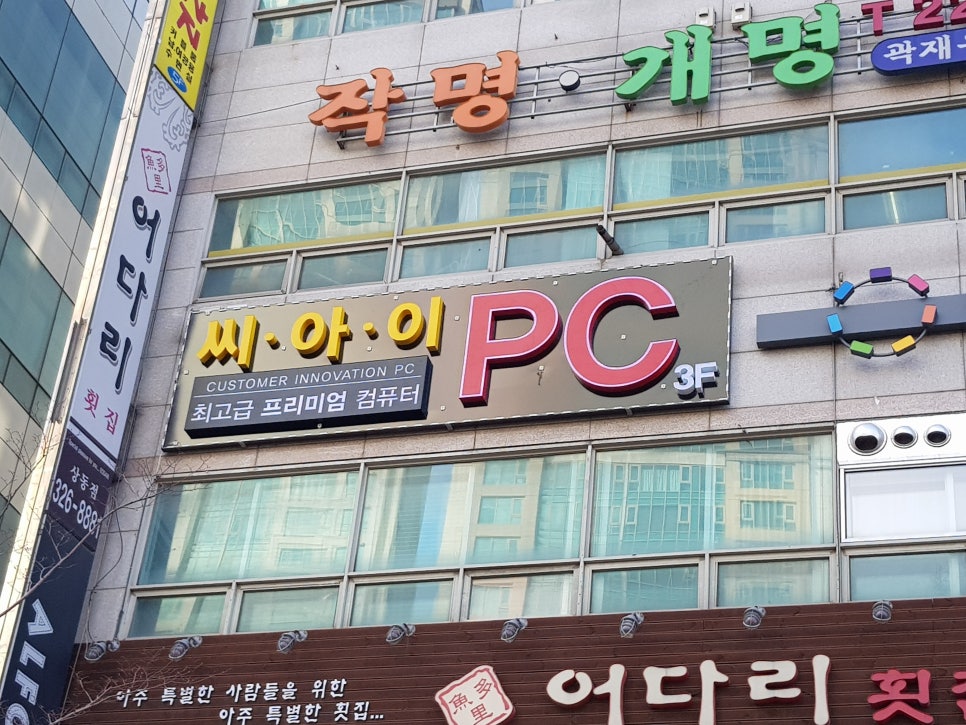 작명·개명
씨·아·이 PC
CUSTOMER INNOVATION PC
최고급 프리미엄 컴퓨터
3F
魚多里
어다리
횟집
상동점
326-888
ALFO
아주 특별한 사람들을 위한
아주 특별한 횟집...
魚多里
어다리 횟